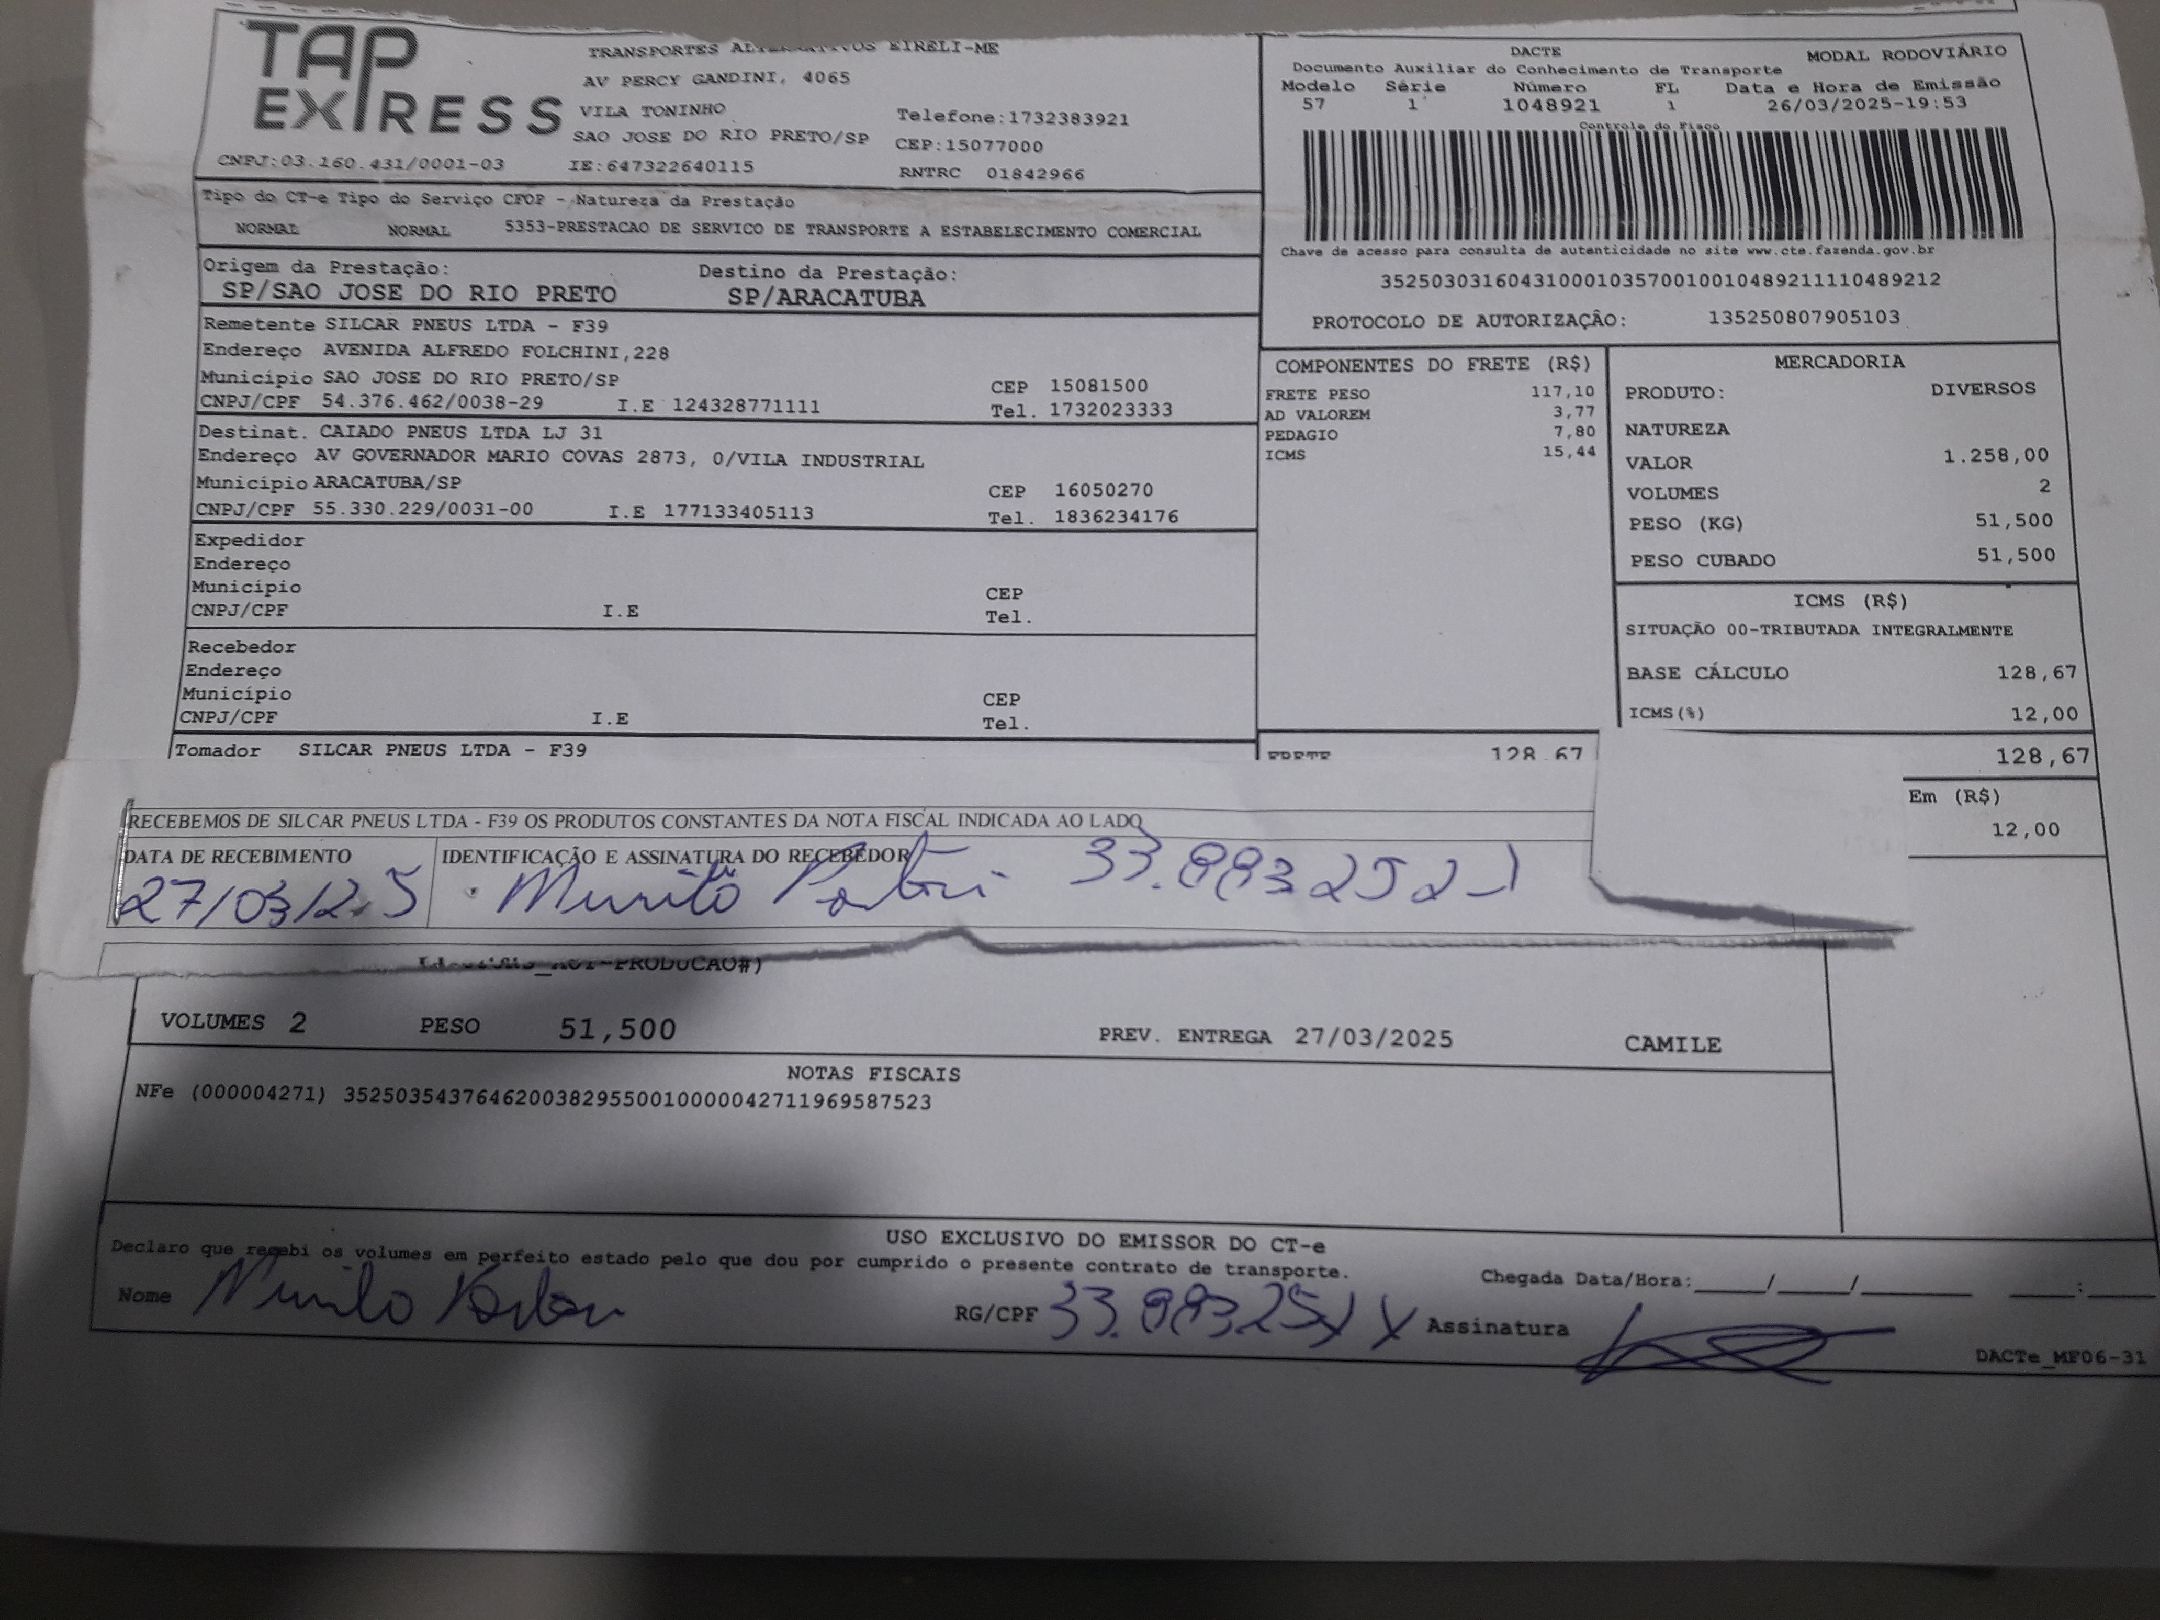 TAP
EXPRESS
TRANSPORTES ALTERNATIVOS EIRELI-ME
AV PERCY GANDINI, 4065
VILA TONINHO
SAO JOSE DO RIO PRETO/SP
Telefone:1732383921
CEP:15077000
CNPJ:03.160.431/0001-03 IE:647322640115 RNTRC 01842966
DACTE MODAL RODOVIÁRIO
Documento Auxiliar do Conhecimento de Transporte
Modelo Série Número FL Data e Hora de Emissão
57 1 1048921 1 26/03/2025-19:53
Controle do Fisco
Chave de acesso para consulta de autenticidade no site www.cte.fazenda.gov.br
35250303160431000103570010010489211110489212
PROTOCOLO DE AUTORIZAÇÃO: 135250807905103
Tipo do CT-e Tipo do Serviço CFOP - Natureza da Prestação
NORMAL NORMAL 5353-PRESTACAO DE SERVICO DE TRANSPORTE A ESTABELECIMENTO COMERCIAL
Origem da Prestação: Destino da Prestação:
SP/SAO JOSE DO RIO PRETO SP/ARACATUBA
Remetente SILCAR PNEUS LTDA - F39
Endereço AVENIDA ALFREDO FOLCHINI,228
Município SAO JOSE DO RIO PRETO/SP CEP 15081500
CNPJ/CPF 54.376.462/0038-29 I.E 124328771111 Tel. 1732023333
Destinat. CAIADO PNEUS LTDA LJ 31
Endereço AV GOVERNADOR MARIO COVAS 2873, 0/VILA INDUSTRIAL
Município ARACATUBA/SP CEP 16050270
CNPJ/CPF 55.330.229/0031-00 I.E 177133405113 Tel. 1836234176
Expedidor
Endereço
Município CEP
CNPJ/CPF I.E Tel.
Recebedor
Endereço
Município CEP
CNPJ/CPF I.E Tel.
Tomador SILCAR PNEUS LTDA - F39
COMPONENTES DO FRETE (R$)
FRETE PESO 117,10
AD VALOREM 3,77
PEDAGIO 7,80
ICMS 15,44
FRETE 128,67
MERCADORIA
PRODUTO: DIVERSOS
NATUREZA
VALOR 1.258,00
VOLUMES 2
PESO (KG) 51,500
PESO CUBADO 51,500
ICMS (R$)
SITUAÇÃO 00-TRIBUTADA INTEGRALMENTE
BASE CÁLCULO 128,67
ICMS(%) 12,00
128,67
Em (R$)
12,00
RECEBEMOS DE SILCAR PNEUS LTDA - F39 OS PRODUTOS CONSTANTES DA NOTA FISCAL INDICADA AO LADO
DATA DE RECEBIMENTO IDENTIFICAÇÃO E ASSINATURA DO RECEBEDOR
27/03/25 Murilo
PRODUCAO#)
VOLUMES 2 PESO 51,500 PREV. ENTREGA 27/03/2025 CAMILE
NOTAS FISCAIS
NFe (000004271) 35250354376462003829550010000042711969587523
USO EXCLUSIVO DO EMISSOR DO CT-e
Declaro que recebi os volumes em perfeito estado pelo que dou por cumprido o presente contrato de transporte.
Chegada Data/Hora:_____/_____/_______ ____:____
Nome Murilo RG/CPF Assinatura
DACTe_MF06-31